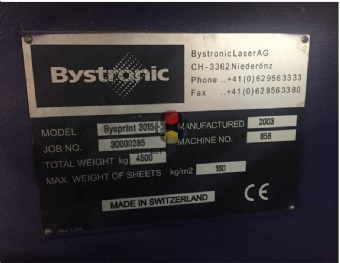 Bystronic
Bystronic Laser AG
CH-3362 Niederönz
Phone ..+41(0)62 956 33 33
Fax ..+41(0)62 956 33 80
MODEL Bysprint 3015 MANUFACTURED 2003
JOB NO. 30000285 MACHINE NO. 858
TOTAL WEIGHT kg 4500
MAX. WEIGHT OF SHEETS kg/m2 160
MADE IN SWITZERLAND
CE